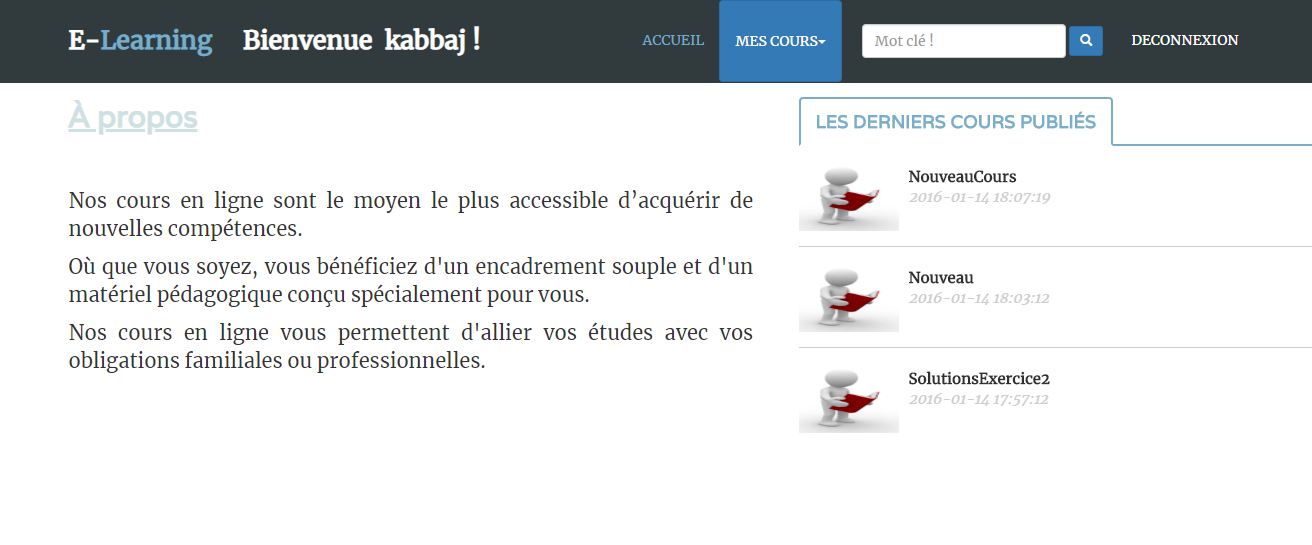 E-Learning Bienvenue kabbaj !
ACCUEIL
MES COURS
Mot clé !
DECONNEXION
À propos
Nos cours en ligne sont le moyen le plus accessible d’acquérir de
nouvelles compétences.
Où que vous soyez, vous bénéficiez d'un encadrement souple et d'un
matériel pédagogique conçu spécialement pour vous.
Nos cours en ligne vous permettent d'allier vos études avec vos
obligations familiales ou professionnelles.
LES DERNIERS COURS PUBLIÉS
NouveauCours
2016-01-14 18:07:19
Nouveau
2016-01-14 18:03:12
SolutionsExercice2
2016-01-14 17:57:12